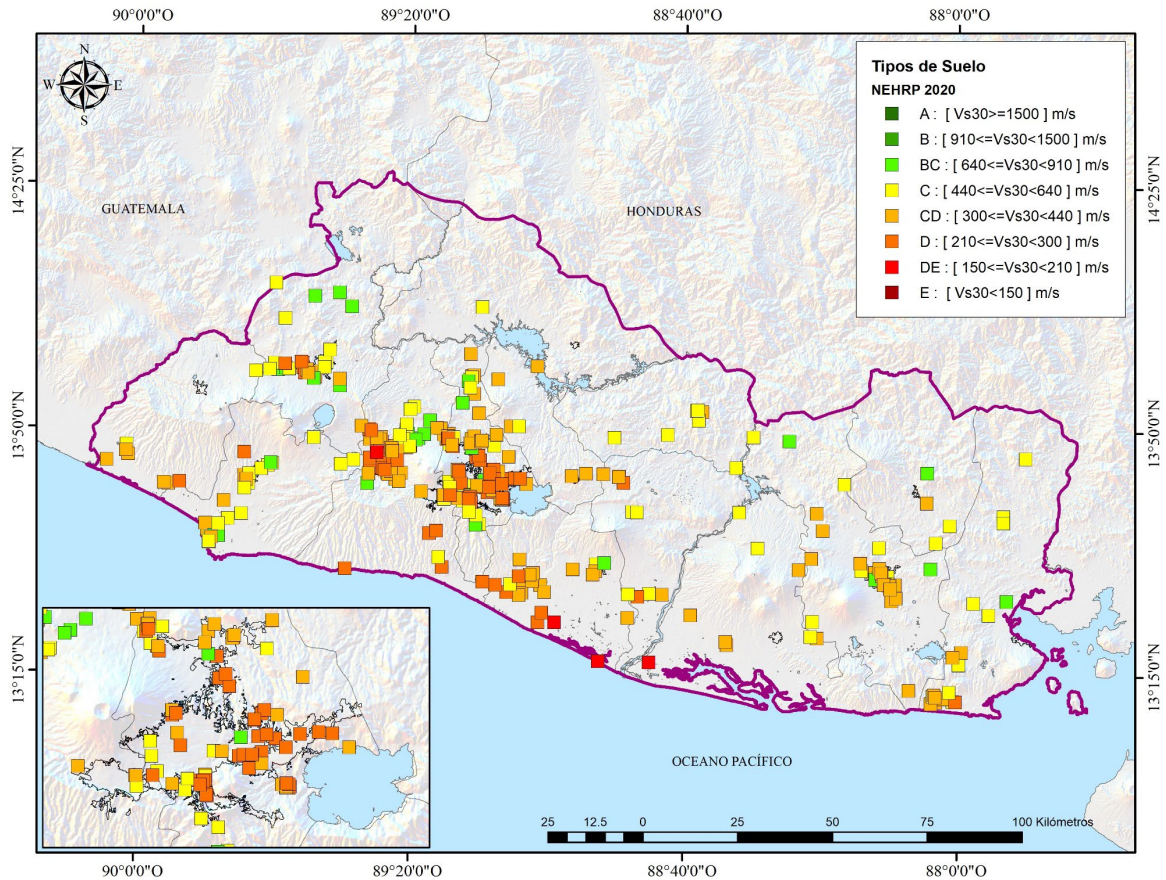 90°0'0"O 89°20'0"O 88°40'0"O 88°0'0"O
N
W E
S
Tipos de Suelo
NEHRP 2020
A : [ Vs30>=1500 ] m/s
B : [ 910<=Vs30<1500 ] m/s
BC : [ 640<=Vs30<910 ] m/s
C : [ 440<=Vs30<640 ] m/s
CD : [ 300<=Vs30<440 ] m/s
D : [ 210<=Vs30<300 ] m/s
DE : [ 150<=Vs30<210 ] m/s
E : [ Vs30<150 ] m/s
14°25'0"N 14°25'0"N
GUATEMALA HONDURAS
13°50'0"N 13°50'0"N
13°15'0"N 13°15'0"N
OCEANO PACÍFICO
25 12.5 0 25 50 75 100 Kilómetros
90°0'0"O 89°20'0"O 88°40'0"O 88°0'0"O